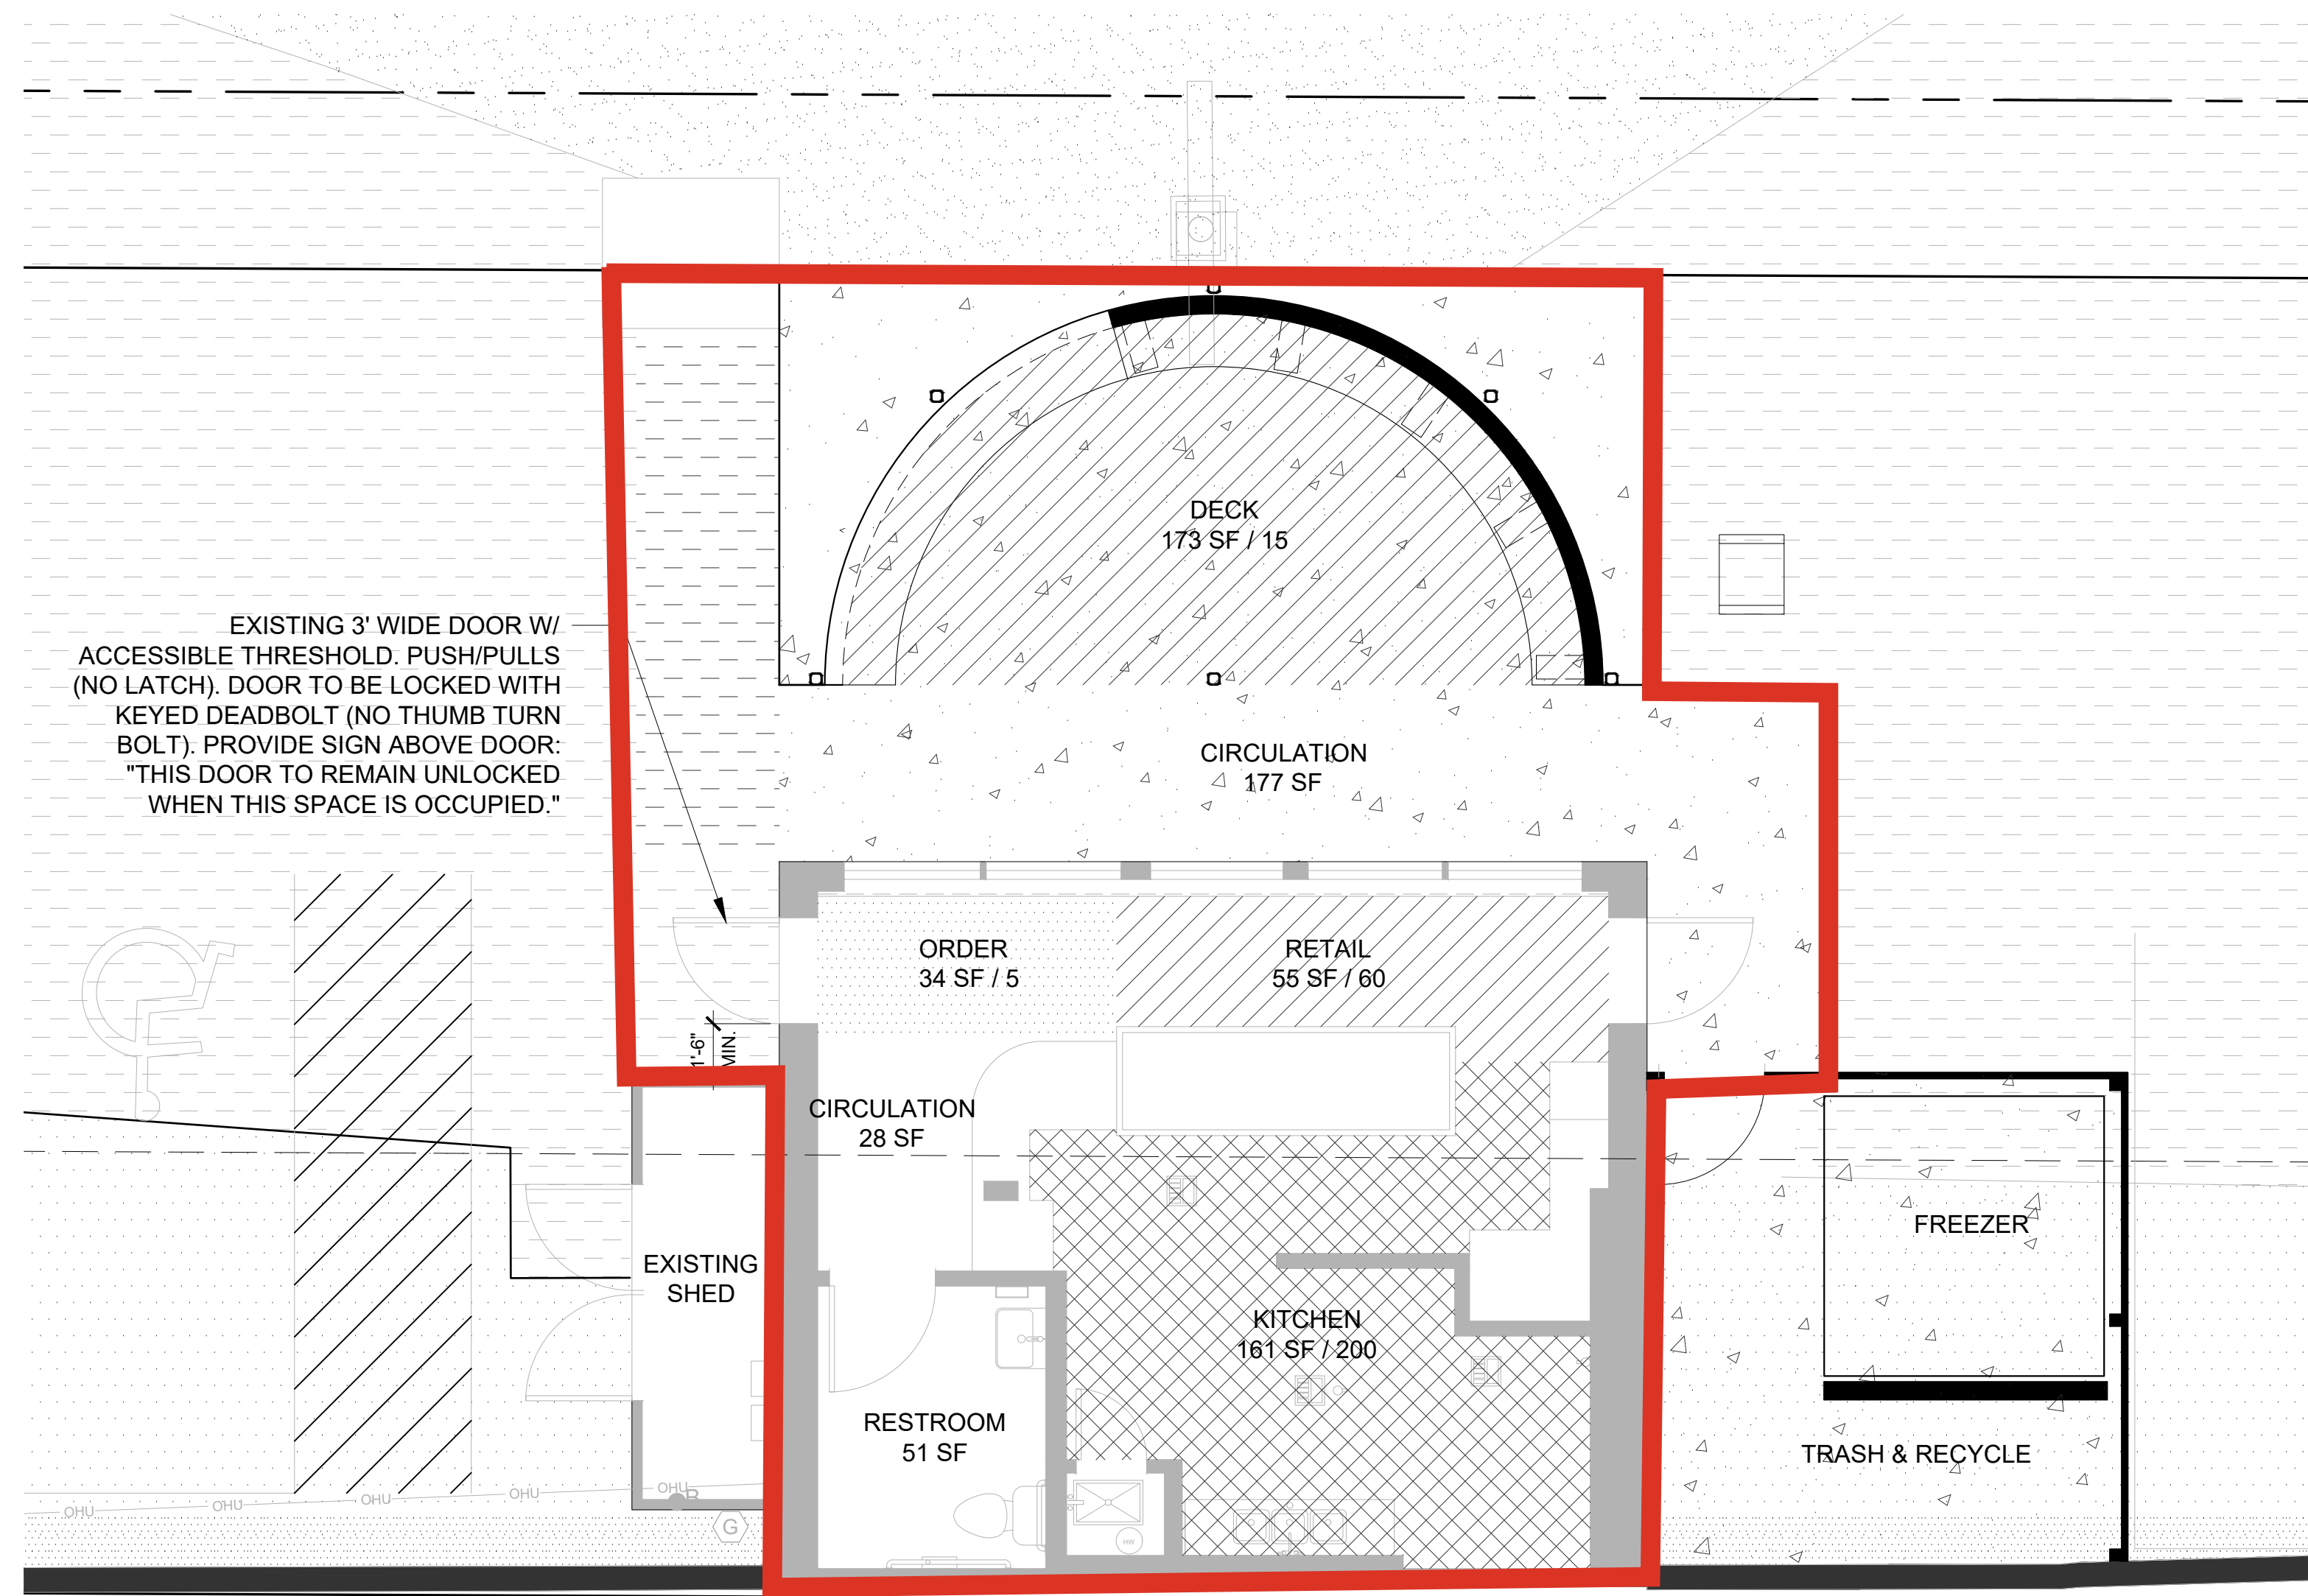 DECK
173 SF / 15
EXISTING 3' WIDE DOOR W/
ACCESSIBLE THRESHOLD. PUSH/PULLS
(NO LATCH). DOOR TO BE LOCKED WITH
KEYED DEADBOLT (NO THUMB TURN
BOLT). PROVIDE SIGN ABOVE DOOR:
"THIS DOOR TO REMAIN UNLOCKED
WHEN THIS SPACE IS OCCUPIED."
CIRCULATION
177 SF
ORDER
34 SF / 5
RETAIL
55 SF / 60
1'-6"
MIN.
CIRCULATION
28 SF
FREEZER
EXISTING
SHED
KITCHEN
161 SF / 200
RESTROOM
51 SF
TRASH & RECYCLE
OHU
OHU
OHU
OHU
OHU
R
G
HW